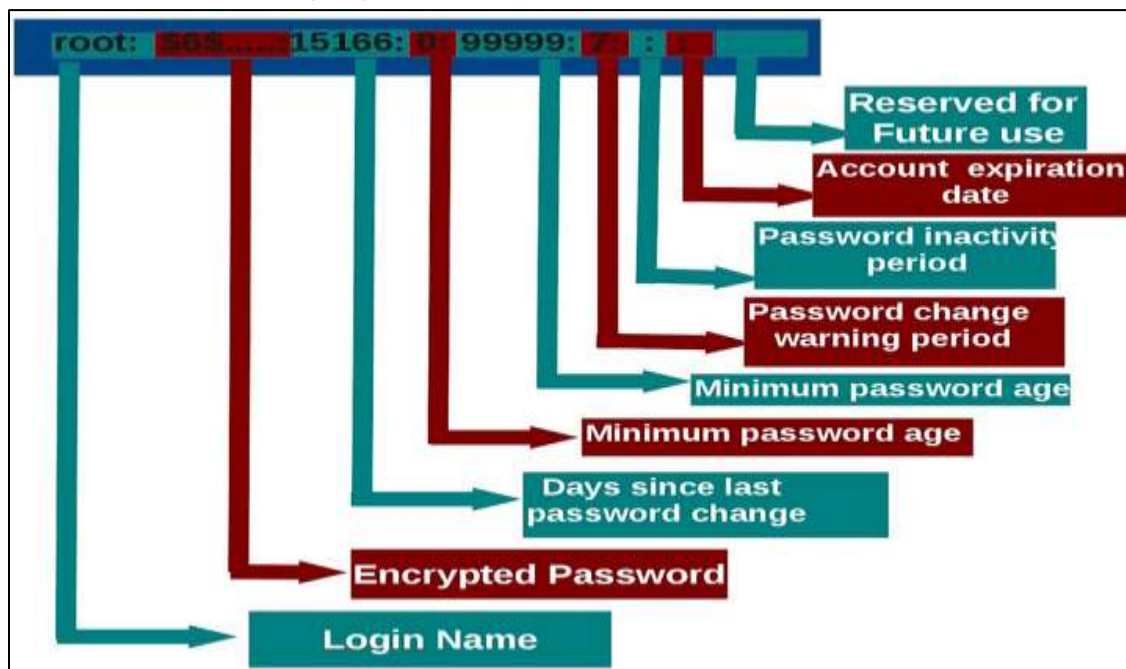 root: $6$......:15166: 0: 99999: 7: : :
Reserved for
Future use
Account expiration
date
Password inactivity
period
Password change
warning period
Minimum password age
Minimum password age
Days since last
password change
Encrypted Password
Login Name